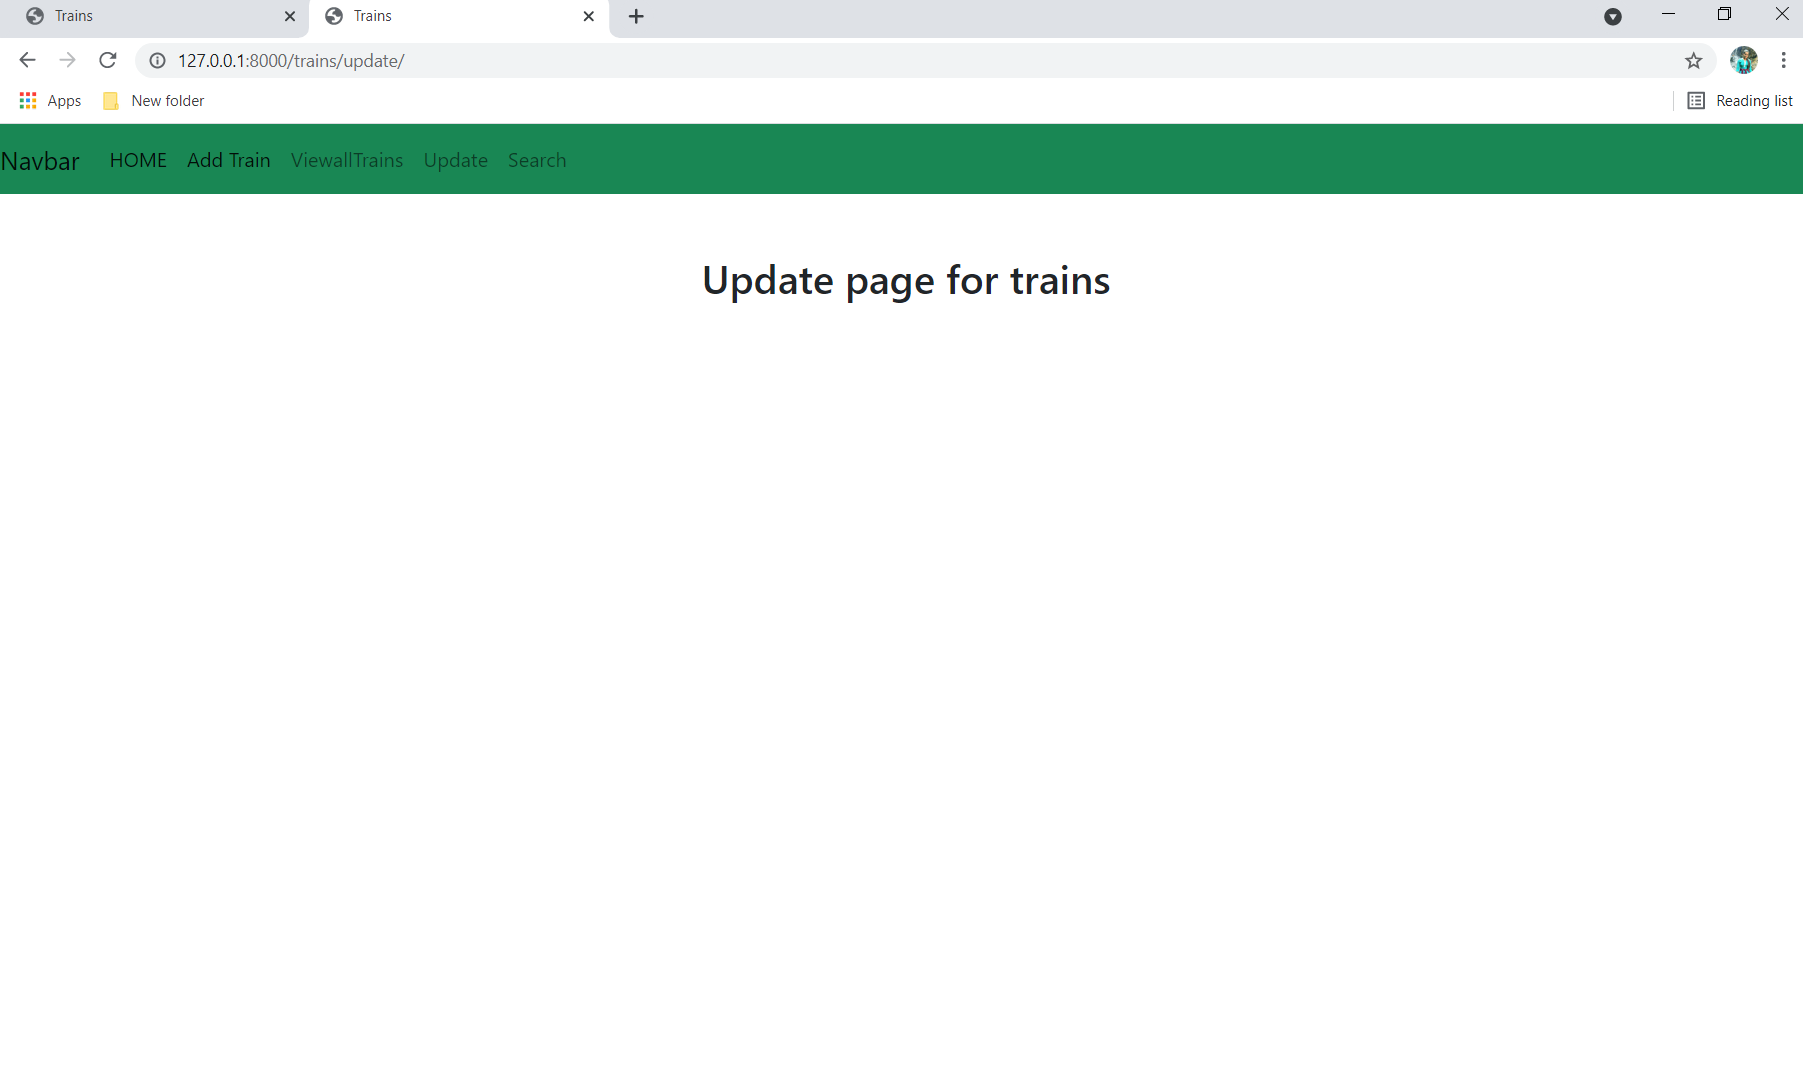 Trains
Trains
127.0.0.1:8000/trains/update/
Apps New folder Reading list
Navbar HOME Add Train ViewallTrains Update Search
Update page for trains